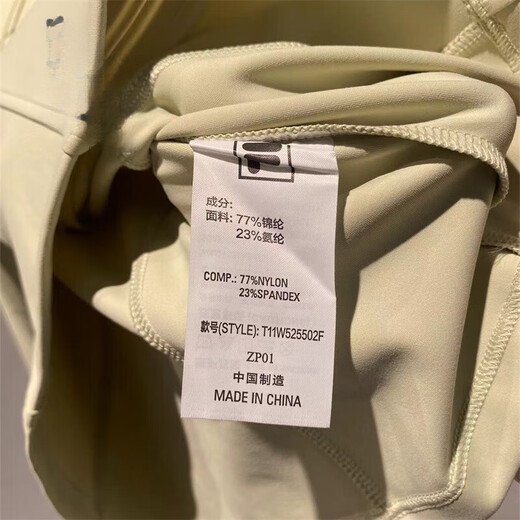 成分:
面料: 77%锦纶
23%氨纶
COMP.: 77%NYLON
23%SPANDEX
款号(STYLE): T11W525502F
ZP01
中国制造
MADE IN CHINA